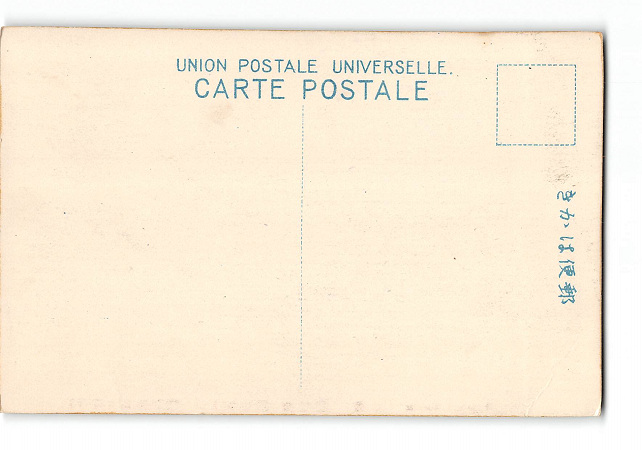 UNION POSTALE UNIVERSELLE.
CARTE POSTALE
きかは便郵